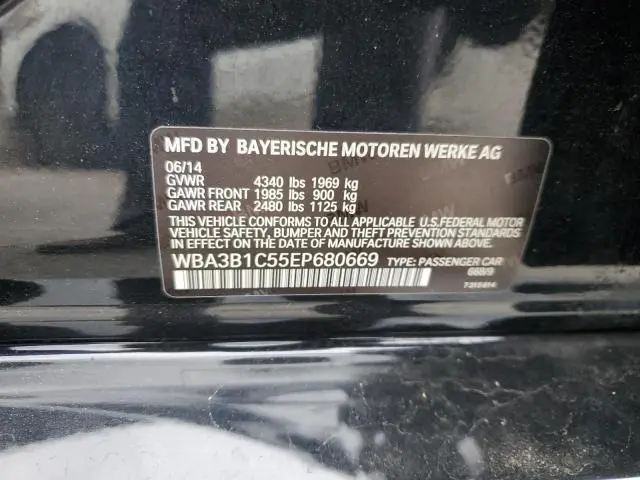 MFD BY BAYERISCHE MOTOREN WERKE AG
06/14
GVWR 4340 lbs 1969 kg
GAWR FRONT 1985 lbs 900 kg
GAWR REAR 2480 lbs 1125 kg
THIS VEHICLE CONFORMS TO ALL APPLICABLE U.S.FEDERAL MOTOR
VEHICLE SAFETY, BUMPER AND THEFT PREVENTION STANDARDS
IN EFFECT ON THE DATE OF MANUFACTURE SHOWN ABOVE.
WBA3B1C55EP680669 TYPE: PASSENGER CAR
668/9